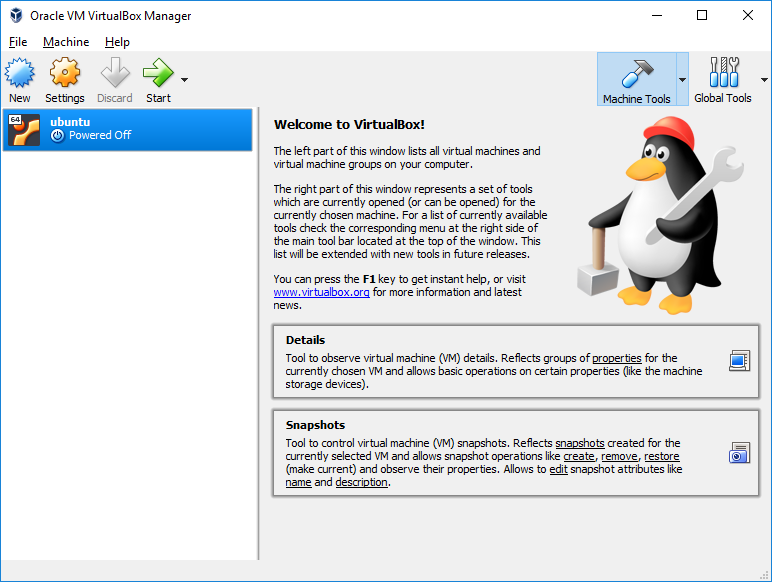 Oracle VM VirtualBox Manager
File Machine Help
New Settings Discard Start Machine Tools Global Tools
64
ubuntu
Powered Off
Welcome to VirtualBox!
The left part of this window lists all virtual machines and
virtual machine groups on your computer.
The right part of this window represents a set of tools
which are currently opened (or can be opened) for the
currently chosen machine. For a list of currently available
tools check the corresponding menu at the right side of
the main tool bar located at the top of the window. This
list will be extended with new tools in future releases.
You can press the F1 key to get instant help, or visit
www.virtualbox.org for more information and latest
news.
Details
Tool to observe virtual machine (VM) details. Reflects groups of properties for the
currently chosen VM and allows basic operations on certain properties (like the machine
storage devices).
Snapshots
Tool to control virtual machine (VM) snapshots. Reflects snapshots created for the
currently selected VM and allows snapshot operations like create, remove, restore
(make current) and observe their properties. Allows to edit snapshot attributes like
name and description.